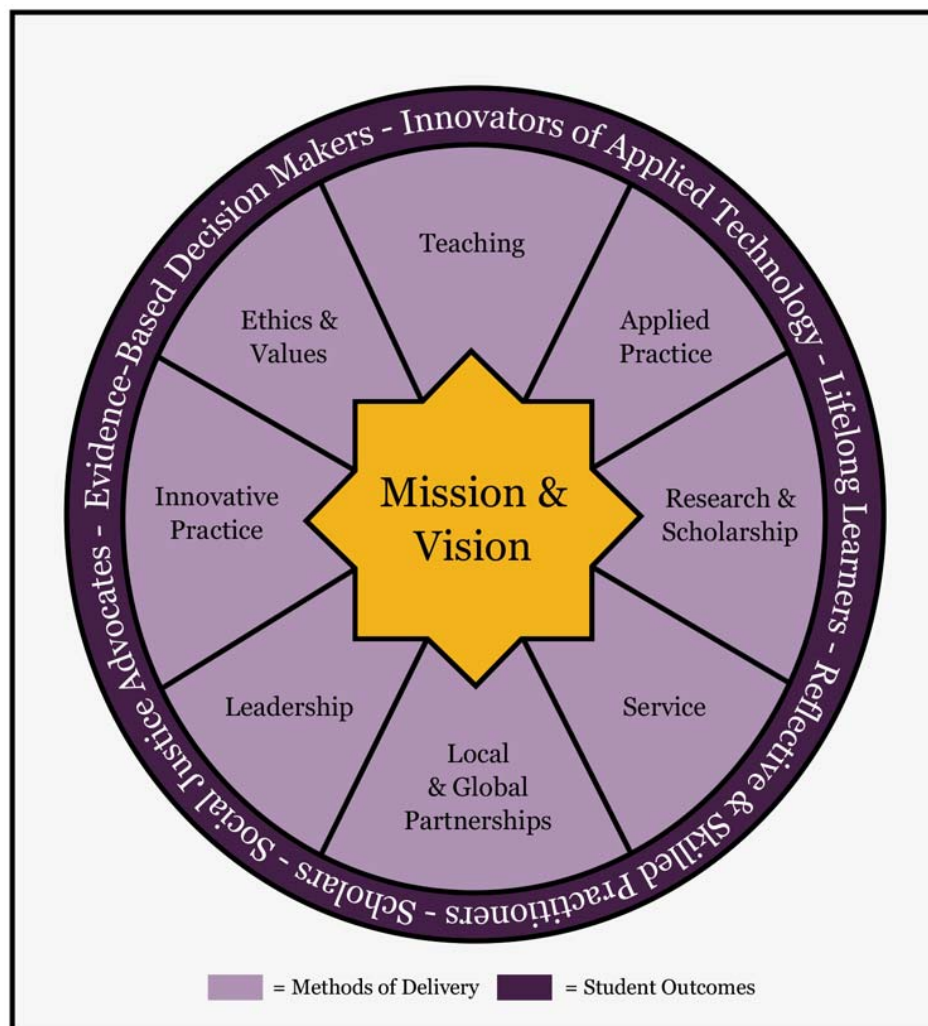 Evidence-Based Decision Makers - Innovators of Applied Technology - Lifelong Learners - Reflective & Skilled Practitioners - Scholars - Social Justice Advocates -
Teaching
Applied
Practice
Research &
Scholarship
Service
Local
& Global
Partnerships
Leadership
Innovative
Practice
Ethics &
Values
Mission &
Vision
= Methods of Delivery
= Student Outcomes